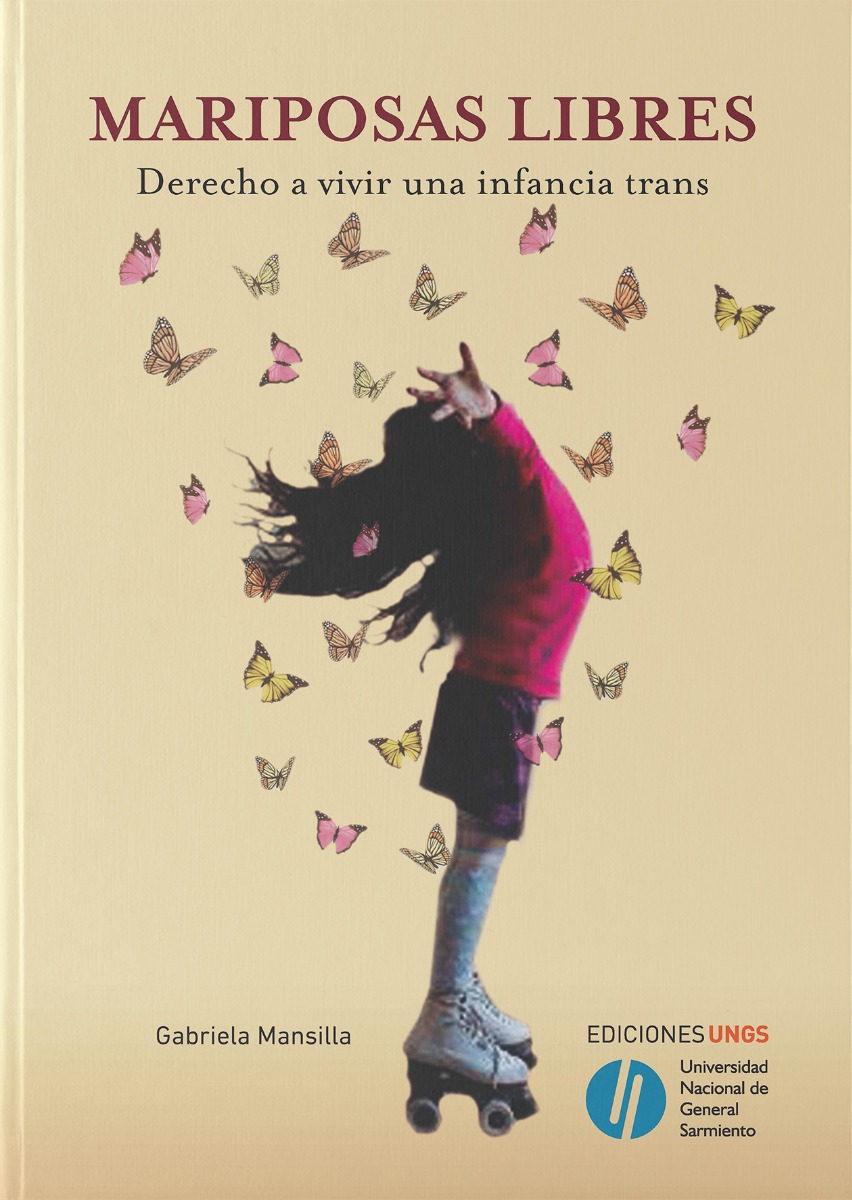 MARIPOSAS LIBRES
Derecho a vivir una infancia trans
Gabriela Mansilla
EDICIONES UNGS
Universidad
Nacional de
General
Sarmiento